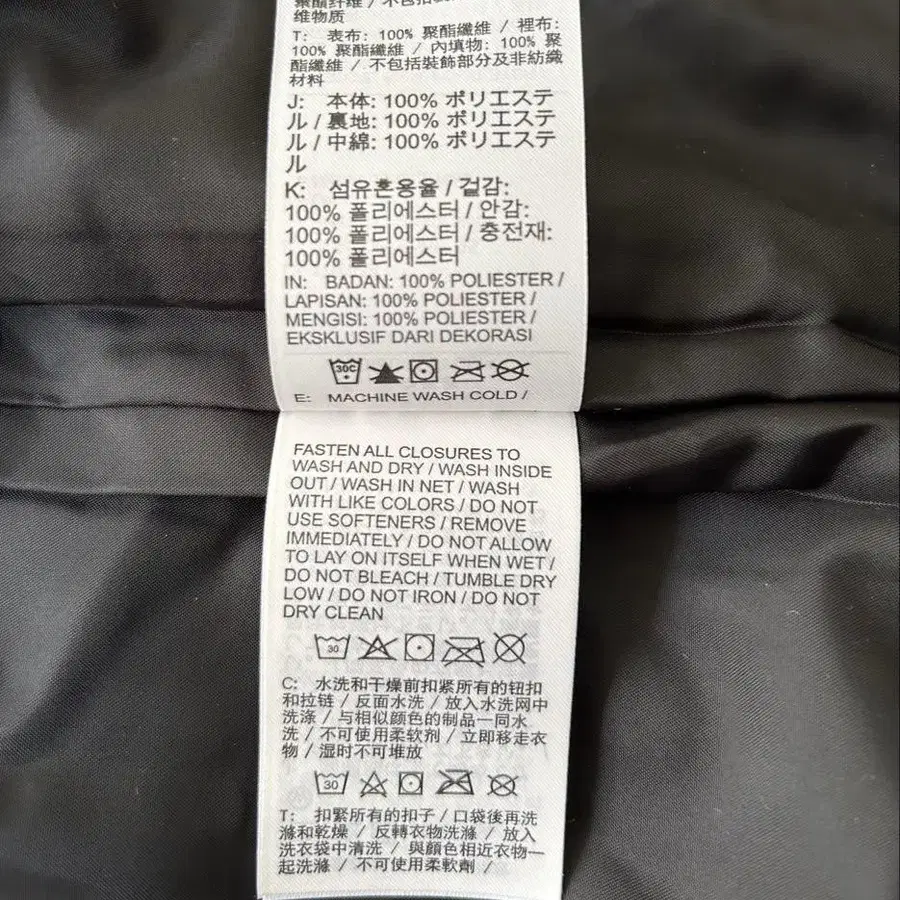 聚酯纤维 / 不包括
维物质
T: 表布: 100% 聚酯纖維 / 裡布:
100% 聚酯纖維 / 內填物: 100% 聚
酯纖維 / 不包括裝飾部分及非紡織
材料
J: 本体: 100% ポリエステ
ル / 裏地: 100% ポリエステ
ル / 中綿: 100% ポリエステ
ル
K: 섬유혼용율 / 겉감:
100% 폴리에스터 / 안감:
100% 폴리에스터 / 충전재:
100% 폴리에스터
IN: BADAN: 100% POLIESTER /
LAPISAN: 100% POLIESTER /
MENGISI: 100% POLIESTER /
EKSKLUSIF DARI DEKORASI
30C
E: MACHINE WASH COLD /
FASTEN ALL CLOSURES TO
WASH AND DRY / WASH INSIDE
OUT / WASH IN NET / WASH
WITH LIKE COLORS / DO NOT
USE SOFTENERS / REMOVE
IMMEDIATELY / DO NOT ALLOW
TO LAY ON ITSELF WHEN WET /
DO NOT BLEACH / TUMBLE DRY
LOW / DO NOT IRON / DO NOT
DRY CLEAN
30
C: 水洗和干燥前扣紧所有的钮扣
和拉链 / 反面水洗 / 放入水洗网中
洗涤 / 与相似颜色的制品一同水
洗 / 不可使用柔软剂 / 立即移走衣
物 / 湿时不可堆放
30
T: 扣緊所有的扣子 / 口袋後再洗
滌和乾燥 / 反轉衣物洗滌 / 放入
洗衣袋中清洗 / 與顏色相近衣物一
起洗滌 / 不可使用柔軟劑 /